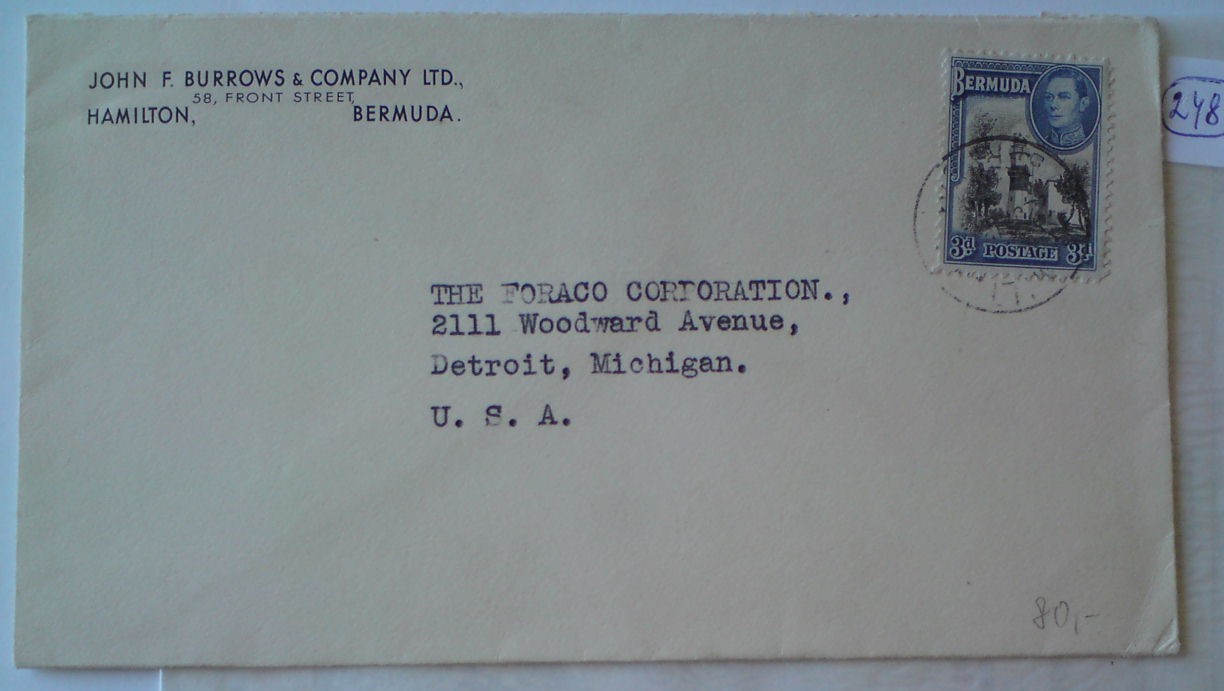 JOHN F. BURROWS & COMPANY LTD.,
58, FRONT STREET,
HAMILTON, BERMUDA.
BERMUDA
3d POSTAGE 3d
248
THE FORACO CORPORATION.,
2111 Woodward Avenue,
Detroit, Michigan.
U. S. A.
80,-